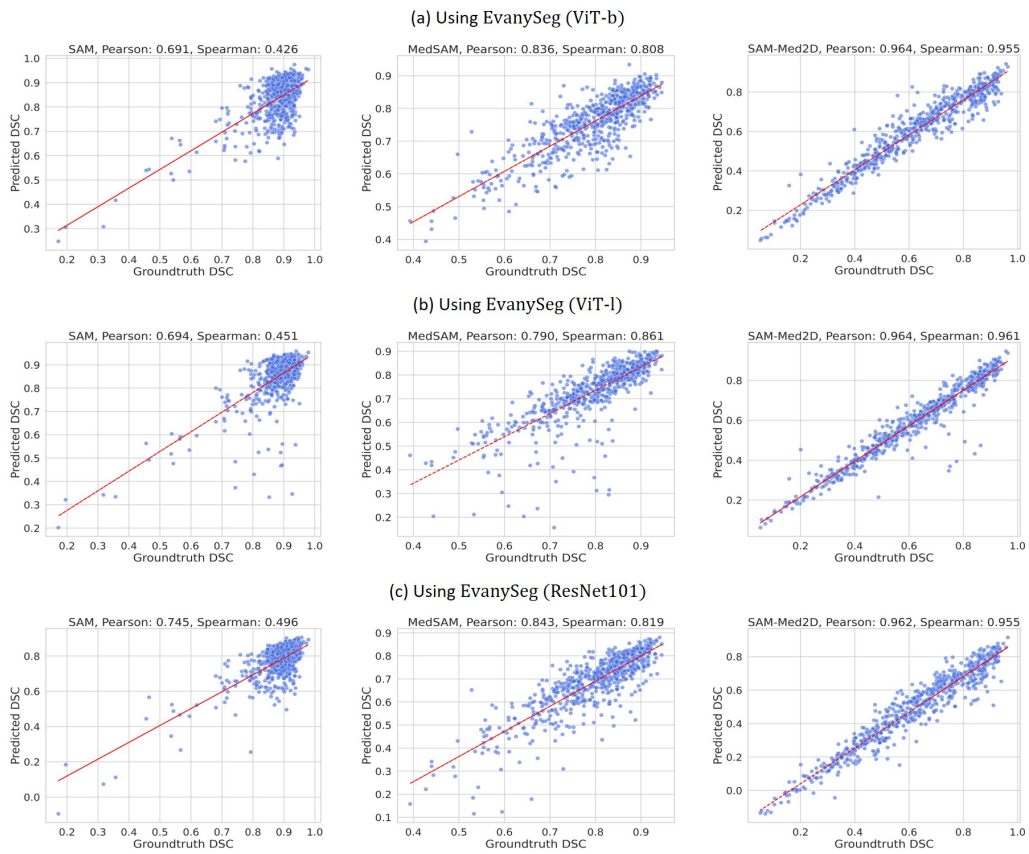 (a) Using EvanySeg (ViT-b)
SAM, Pearson: 0.691, Spearman: 0.426
Predicted DSC
1.0
0.9
0.8
0.7
0.6
0.5
0.4
0.3
0.2 0.3 0.4 0.5 0.6 0.7 0.8 0.9 1.0
Groundtruth DSC
MedSAM, Pearson: 0.836, Spearman: 0.808
Predicted DSC
0.9
0.8
0.7
0.6
0.5
0.4
0.4 0.5 0.6 0.7 0.8 0.9
Groundtruth DSC
SAM-Med2D, Pearson: 0.964, Spearman: 0.955
Predicted DSC
0.8
0.6
0.4
0.2
0.2 0.4 0.6 0.8 1.0
Groundtruth DSC
(b) Using EvanySeg (ViT-l)
SAM, Pearson: 0.694, Spearman: 0.451
Predicted DSC
0.9
0.8
0.7
0.6
0.5
0.4
0.3
0.2
0.2 0.3 0.4 0.5 0.6 0.7 0.8 0.9 1.0
Groundtruth DSC
MedSAM, Pearson: 0.790, Spearman: 0.861
Predicted DSC
0.9
0.8
0.7
0.6
0.5
0.4
0.3
0.2
0.4 0.5 0.6 0.7 0.8 0.9
Groundtruth DSC
SAM-Med2D, Pearson: 0.964, Spearman: 0.961
Predicted DSC
0.8
0.6
0.4
0.2
0.2 0.4 0.6 0.8 1.0
Groundtruth DSC
(c) Using EvanySeg (ResNet101)
SAM, Pearson: 0.745, Spearman: 0.496
Predicted DSC
0.8
0.6
0.4
0.2
0.0
0.2 0.3 0.4 0.5 0.6 0.7 0.8 0.9 1.0
Groundtruth DSC
MedSAM, Pearson: 0.843, Spearman: 0.819
Predicted DSC
0.9
0.8
0.7
0.6
0.5
0.4
0.3
0.2
0.1
0.4 0.5 0.6 0.7 0.8 0.9
Groundtruth DSC
SAM-Med2D, Pearson: 0.962, Spearman: 0.955
Predicted DSC
0.8
0.6
0.4
0.2
0.0
0.2 0.4 0.6 0.8 1.0
Groundtruth DSC